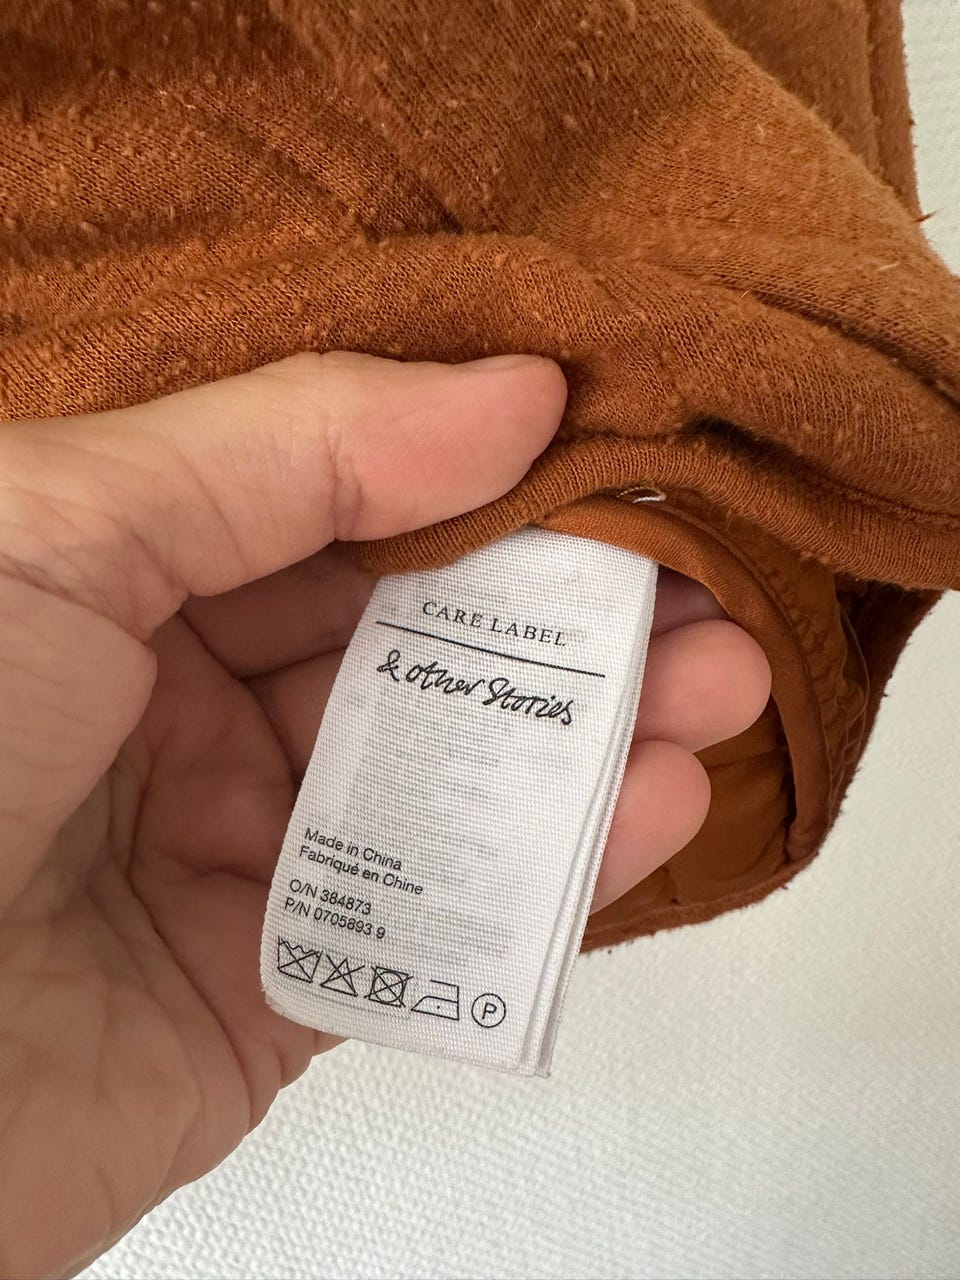 CARE LABEL
& other Stories
Made in China
Fabriqué en Chine
O/N 384873
P/N 0705893 9
P